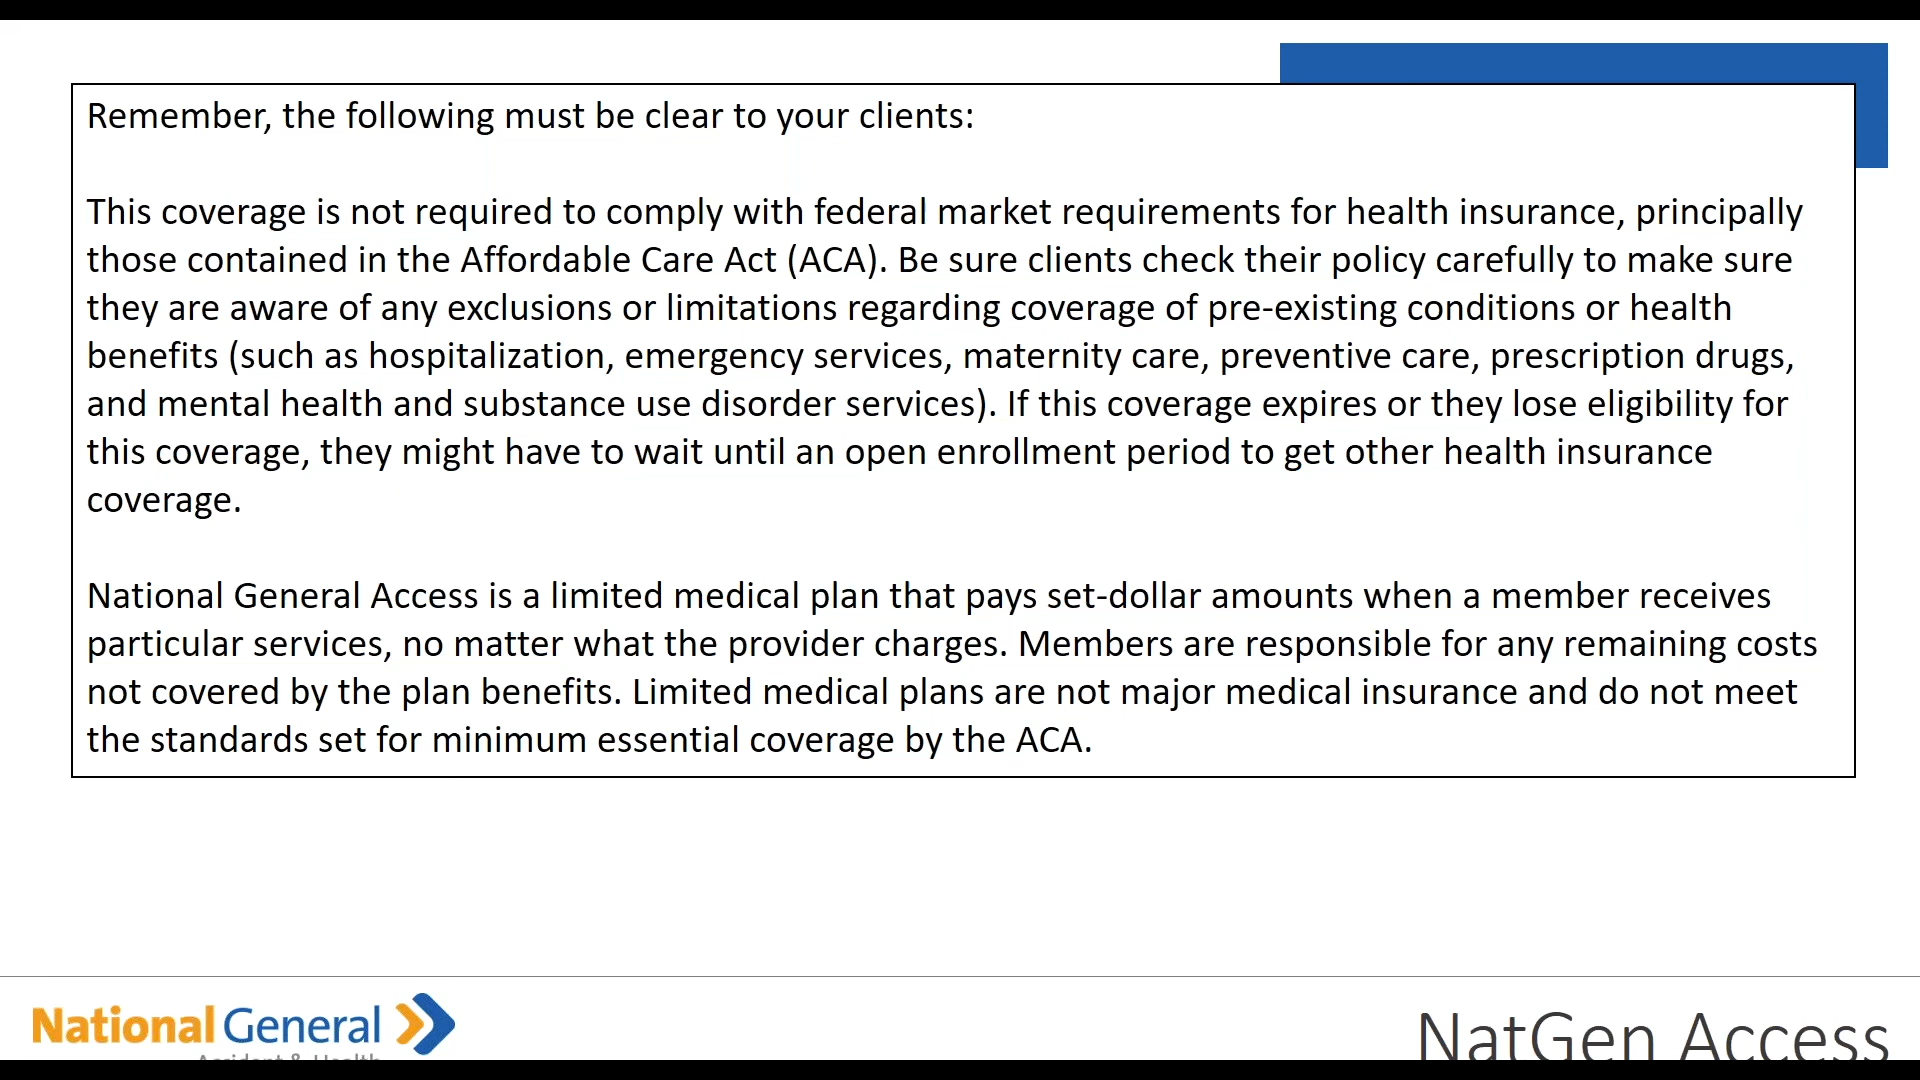 Remember, the following must be clear to your clients:
This coverage is not required to comply with federal market requirements for health insurance, principally
those contained in the Affordable Care Act (ACA). Be sure clients check their policy carefully to make sure
they are aware of any exclusions or limitations regarding coverage of pre-existing conditions or health
benefits (such as hospitalization, emergency services, maternity care, preventive care, prescription drugs,
and mental health and substance use disorder services). If this coverage expires or they lose eligibility for
this coverage, they might have to wait until an open enrollment period to get other health insurance
coverage.
National General Access is a limited medical plan that pays set-dollar amounts when a member receives
particular services, no matter what the provider charges. Members are responsible for any remaining costs
not covered by the plan benefits. Limited medical plans are not major medical insurance and do not meet
the standards set for minimum essential coverage by the ACA.
National General
Accident & Health
NatGen Access